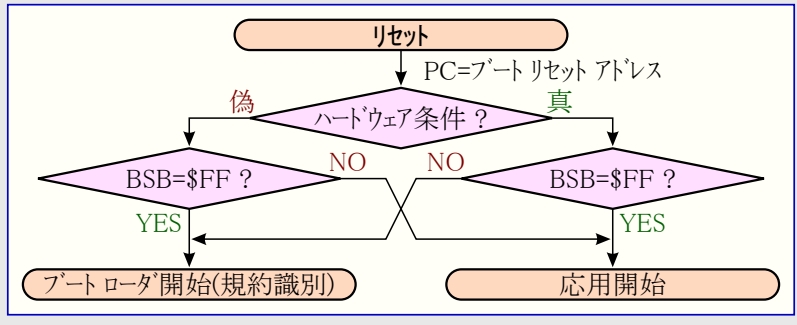 リセット
PC=ブート リセット アドレス
偽
ハードウェア条件 ?
真
BSB=$FF ?
NO
NO
BSB=$FF ?
YES
YES
ブート ローダ開始(規約識別)
応用開始